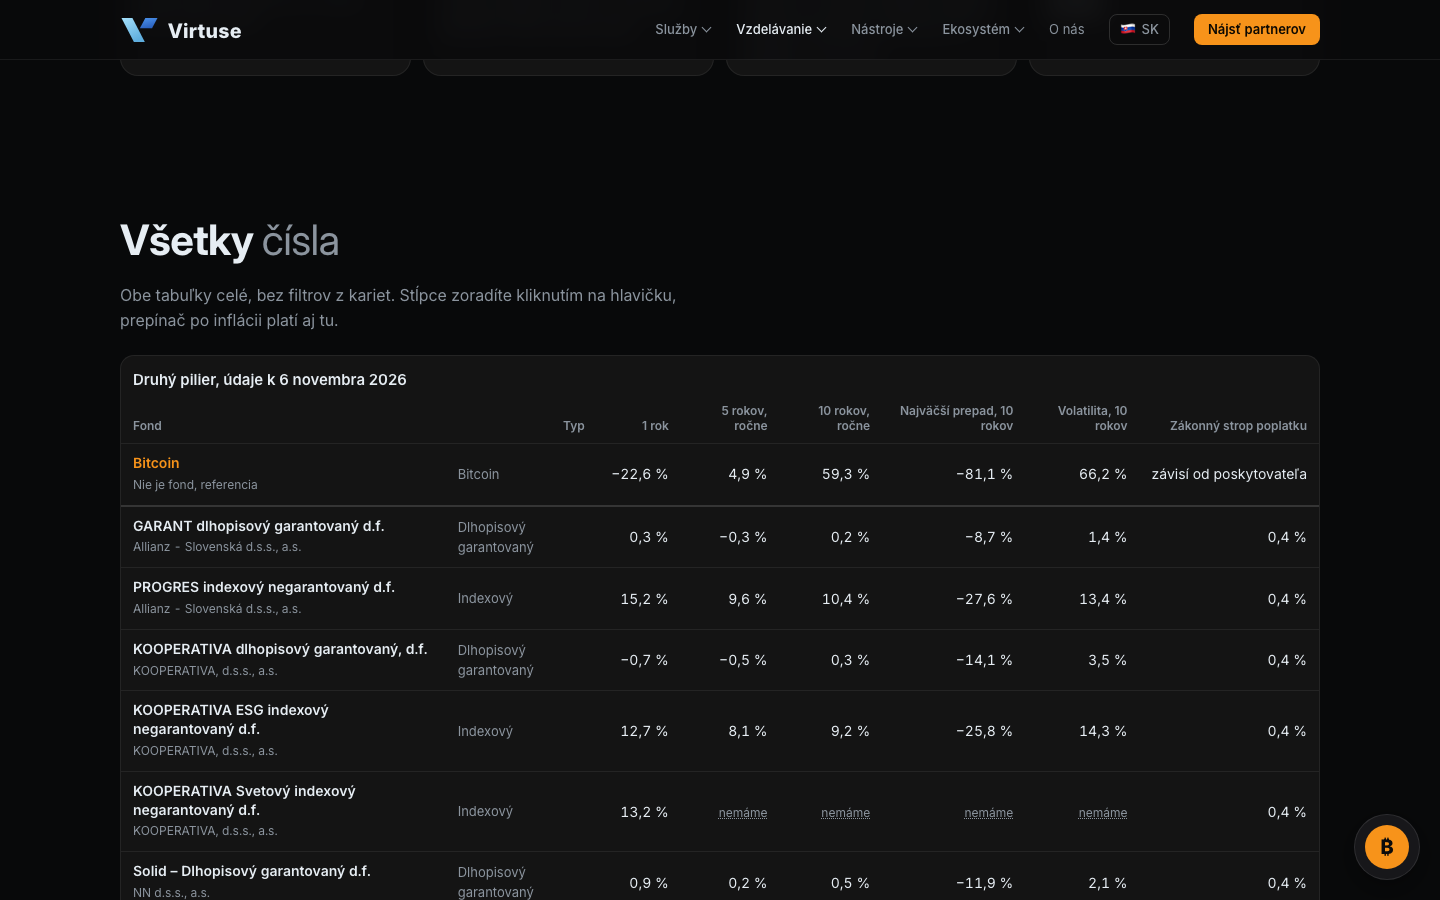 Virtuse
Služby
Vzdelávanie
Nástroje
Ekosystém
O nás
SK
Nájsť partnerov
Všetky čísla
Obe tabuľky celé, bez filtrov z kariet. Stĺpce zoradíte kliknutím na hlavičku,
prepínač po inflácii platí aj tu.
Druhý pilier, údaje k 6 novembra 2026
Fond Typ 1 rok 5 rokov, ročne 10 rokov, ročne Najväčší prepad, 10 rokov Volatilita, 10 rokov Zákonný strop poplatku
Bitcoin
Nie je fond, referencia
Bitcoin −22,6 % 4,9 % 59,3 % −81,1 % 66,2 % závisí od poskytovateľa
GARANT dlhopisový garantovaný d.f.
Allianz - Slovenská d.s.s., a.s.
Dlhopisový
garantovaný
0,3 % −0,3 % 0,2 % −8,7 % 1,4 % 0,4 %
PROGRES indexový negarantovaný d.f.
Allianz - Slovenská d.s.s., a.s.
Indexový 15,2 % 9,6 % 10,4 % −27,6 % 13,4 % 0,4 %
KOOPERATIVA dlhopisový garantovaný, d.f.
KOOPERATIVA, d.s.s., a.s.
Dlhopisový
garantovaný
−0,7 % −0,5 % 0,3 % −14,1 % 3,5 % 0,4 %
KOOPERATIVA ESG indexový
negarantovaný d.f.
KOOPERATIVA, d.s.s., a.s.
Indexový 12,7 % 8,1 % 9,2 % −25,8 % 14,3 % 0,4 %
KOOPERATIVA Svetový indexový
negarantovaný d.f.
KOOPERATIVA, d.s.s., a.s.
Indexový 13,2 % nemáme nemáme nemáme nemáme 0,4 %
Solid – Dlhopisový garantovaný d.f.
NN d.s.s., a.s.
Dlhopisový
garantovaný
0,9 % 0,2 % 0,5 % −11,9 % 2,1 % 0,4 %